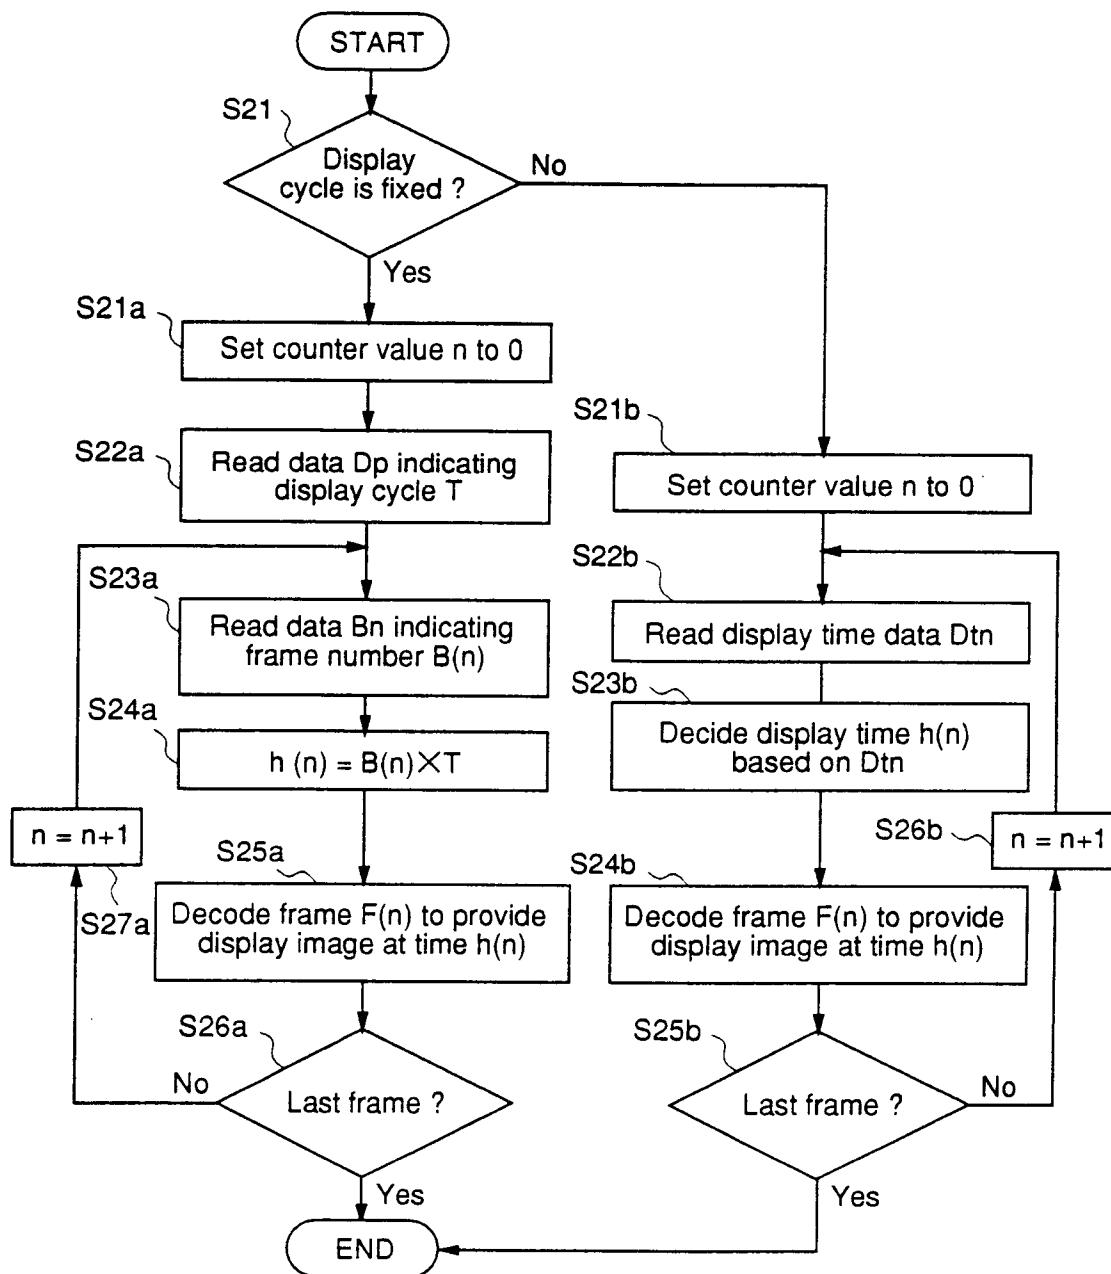 START
S21
Display
cycle is fixed ?
No
Yes
S21a
Set counter value n to 0
S22a
Read data Dp indicating
display cycle T
S23a
Read data Bn indicating
frame number B(n)
S24a
h (n) = B(n)×T
n = n+1
S27a
S25a
Decode frame F(n) to provide
display image at time h(n)
S26a
No
Last frame ?
Yes
END
S21b
Set counter value n to 0
S22b
Read display time data Dtn
S23b
Decide display time h(n)
based on Dtn
S26b
n = n+1
S24b
Decode frame F(n) to provide
display image at time h(n)
S25b
Last frame ?
No
Yes